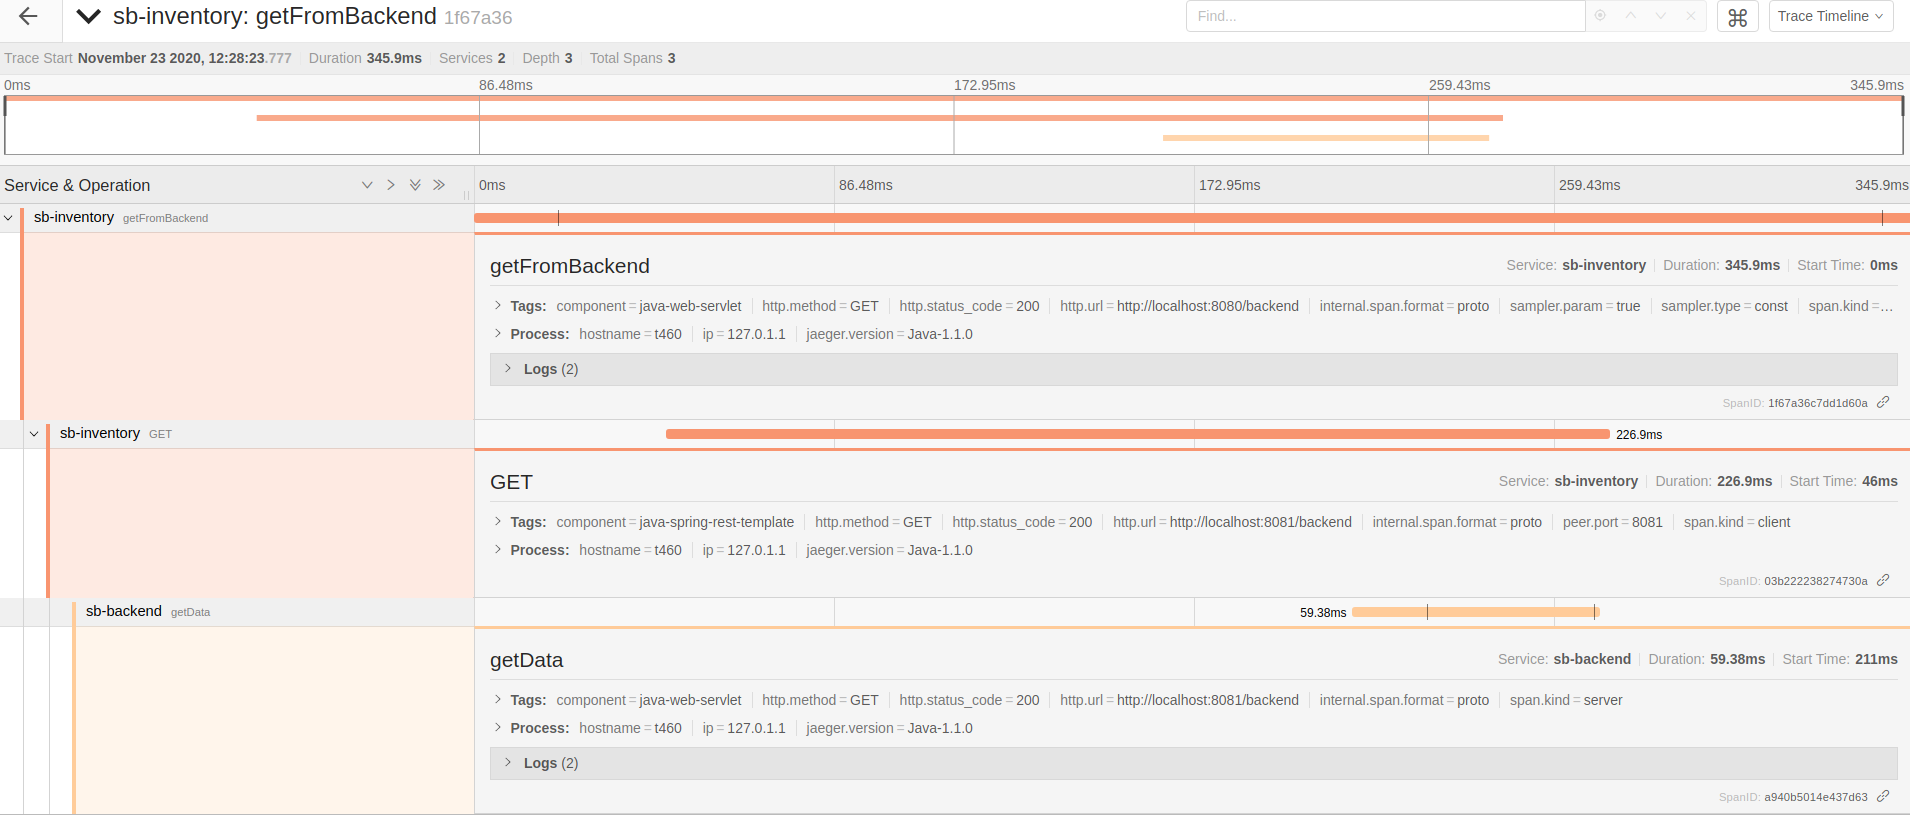 sb-inventory: getFromBackend 1f67a36 Find... ⌘ Trace Timeline
Trace Start November 23 2020, 12:28:23.777 Duration 345.9ms Services 2 Depth 3 Total Spans 3
0ms 86.48ms 172.95ms 259.43ms 345.9ms
Service & Operation 0ms 86.48ms 172.95ms 259.43ms 345.9ms
sb-inventory getFromBackend
getFromBackend Service: sb-inventory Duration: 345.9ms Start Time: 0ms
Tags: component = java-web-servlet http.method = GET http.status_code = 200 http.url = http://localhost:8080/backend internal.span.format = proto sampler.param = true sampler.type = const span.kind = ...
Process: hostname = t460 ip = 127.0.1.1 jaeger.version = Java-1.1.0
Logs (2)
SpanID: 1f67a36c7dd1d60a
sb-inventory GET 226.9ms
GET Service: sb-inventory Duration: 226.9ms Start Time: 46ms
Tags: component = java-spring-rest-template http.method = GET http.status_code = 200 http.url = http://localhost:8081/backend internal.span.format = proto peer.port = 8081 span.kind = client
Process: hostname = t460 ip = 127.0.1.1 jaeger.version = Java-1.1.0
SpanID: 03b222238274730a
sb-backend getData 59.38ms
getData Service: sb-backend Duration: 59.38ms Start Time: 211ms
Tags: component = java-web-servlet http.method = GET http.status_code = 200 http.url = http://localhost:8081/backend internal.span.format = proto span.kind = server
Process: hostname = t460 ip = 127.0.1.1 jaeger.version = Java-1.1.0
Logs (2)
SpanID: a940b5014e437d63